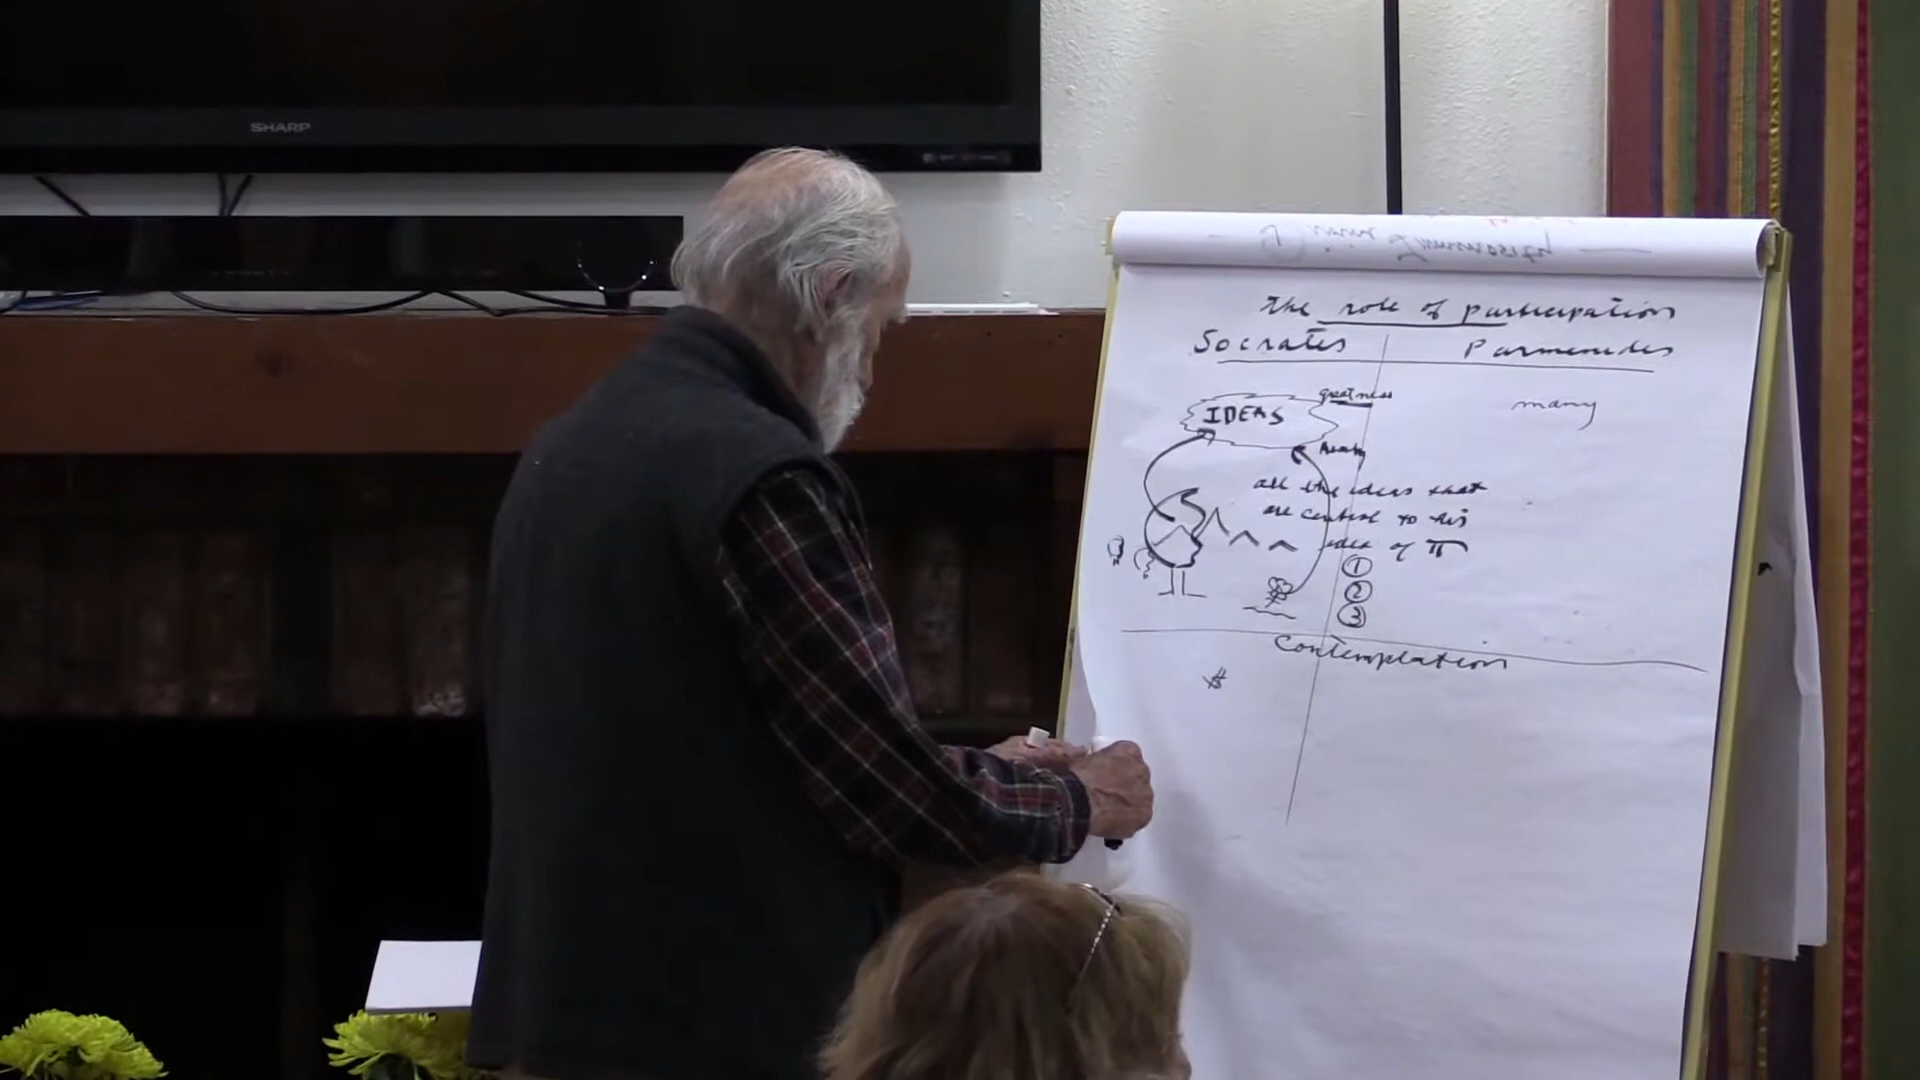 SHARP
The role of participation
Socrates Parmenides
greatness
IDEAS
many
Beauty
all the ideas that
are central to his
idea of π
①
②
③
Contemplation